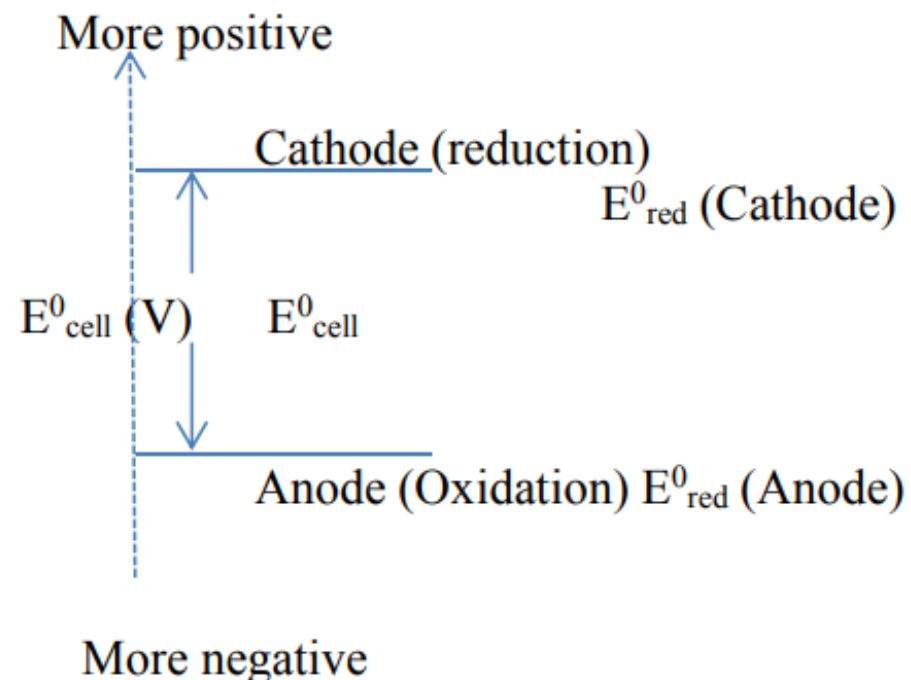 More positive
Cathode (reduction)
E⁰red (Cathode)
E⁰cell (V) E⁰cell
Anode (Oxidation) E⁰red (Anode)
More negative